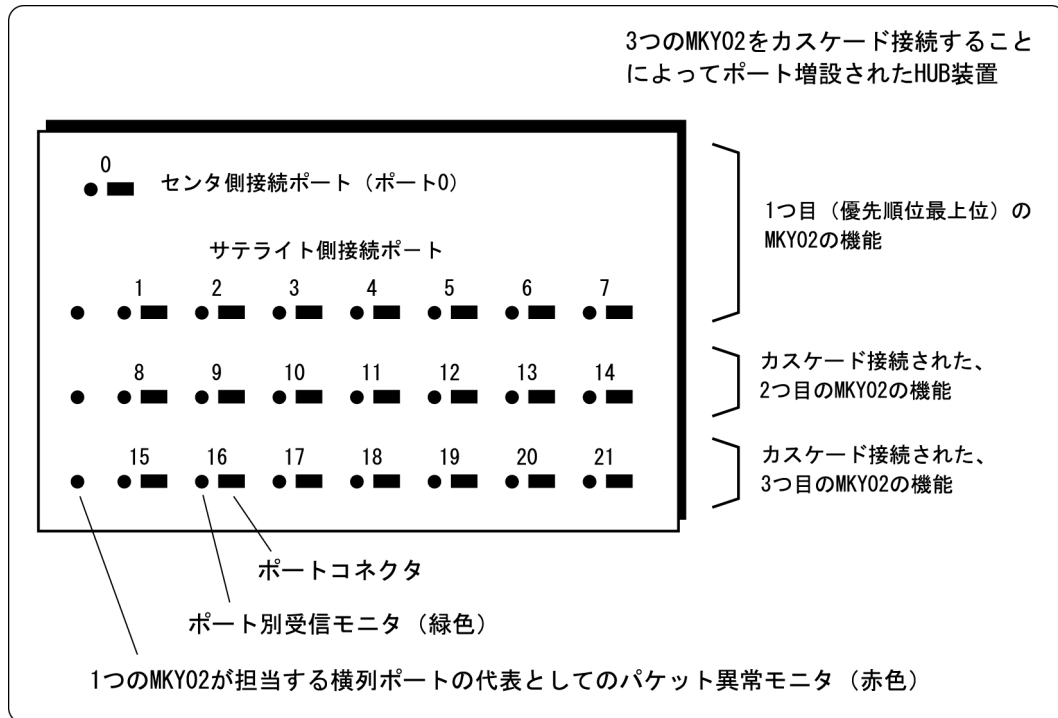 3つのMKY02をカスケード接続すること
によってポート増設されたHUB装置
0
センタ側接続ポート（ポート0）
サテライト側接続ポート
1 2 3 4 5 6 7
8 9 10 11 12 13 14
15 16 17 18 19 20 21
1つ目（優先順位最上位）の
MKY02の機能
カスケード接続された、
2つ目のMKY02の機能
カスケード接続された、
3つ目のMKY02の機能
ポートコネクタ
ポート別受信モニタ（緑色）
1つのMKY02が担当する横列ポートの代表としてのパケット異常モニタ（赤色）